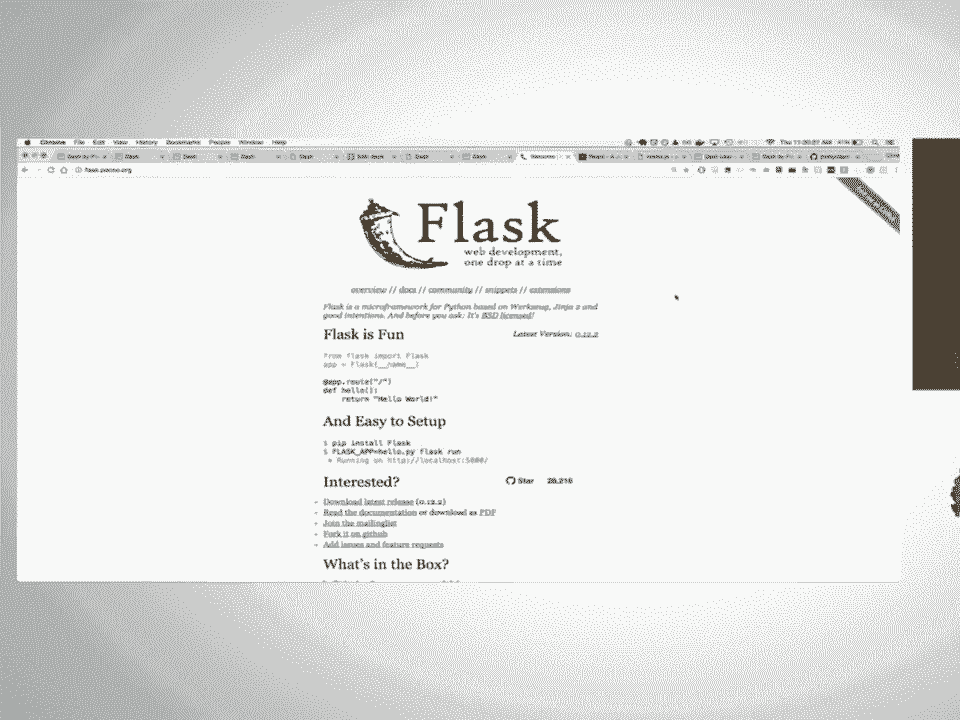 Chrome File Edit View History Bookmarks People Window Help
flask.pocoo.org
Flask
web development,
one drop at a time
overview // docs // community // snippets // extensions
Flask is a microframework for Python based on Werkzeug, Jinja 2 and
good intentions. And before you ask: It's BSD licensed!
Flask is Fun
Latest Version: 0.12.2
from flask import Flask
app = Flask(__name__)
@app.route("/")
def hello():
return "Hello World!"
And Easy to Setup
$ pip install Flask
$ FLASK_APP=hello.py flask run
* Running on http://localhost:5000/
Interested?
Star 28,216
Download latest release (0.12.2)
Read the documentation or download as PDF
Join the mailinglist
Fork it on github
Add issues and feature requests
What's in the Box?